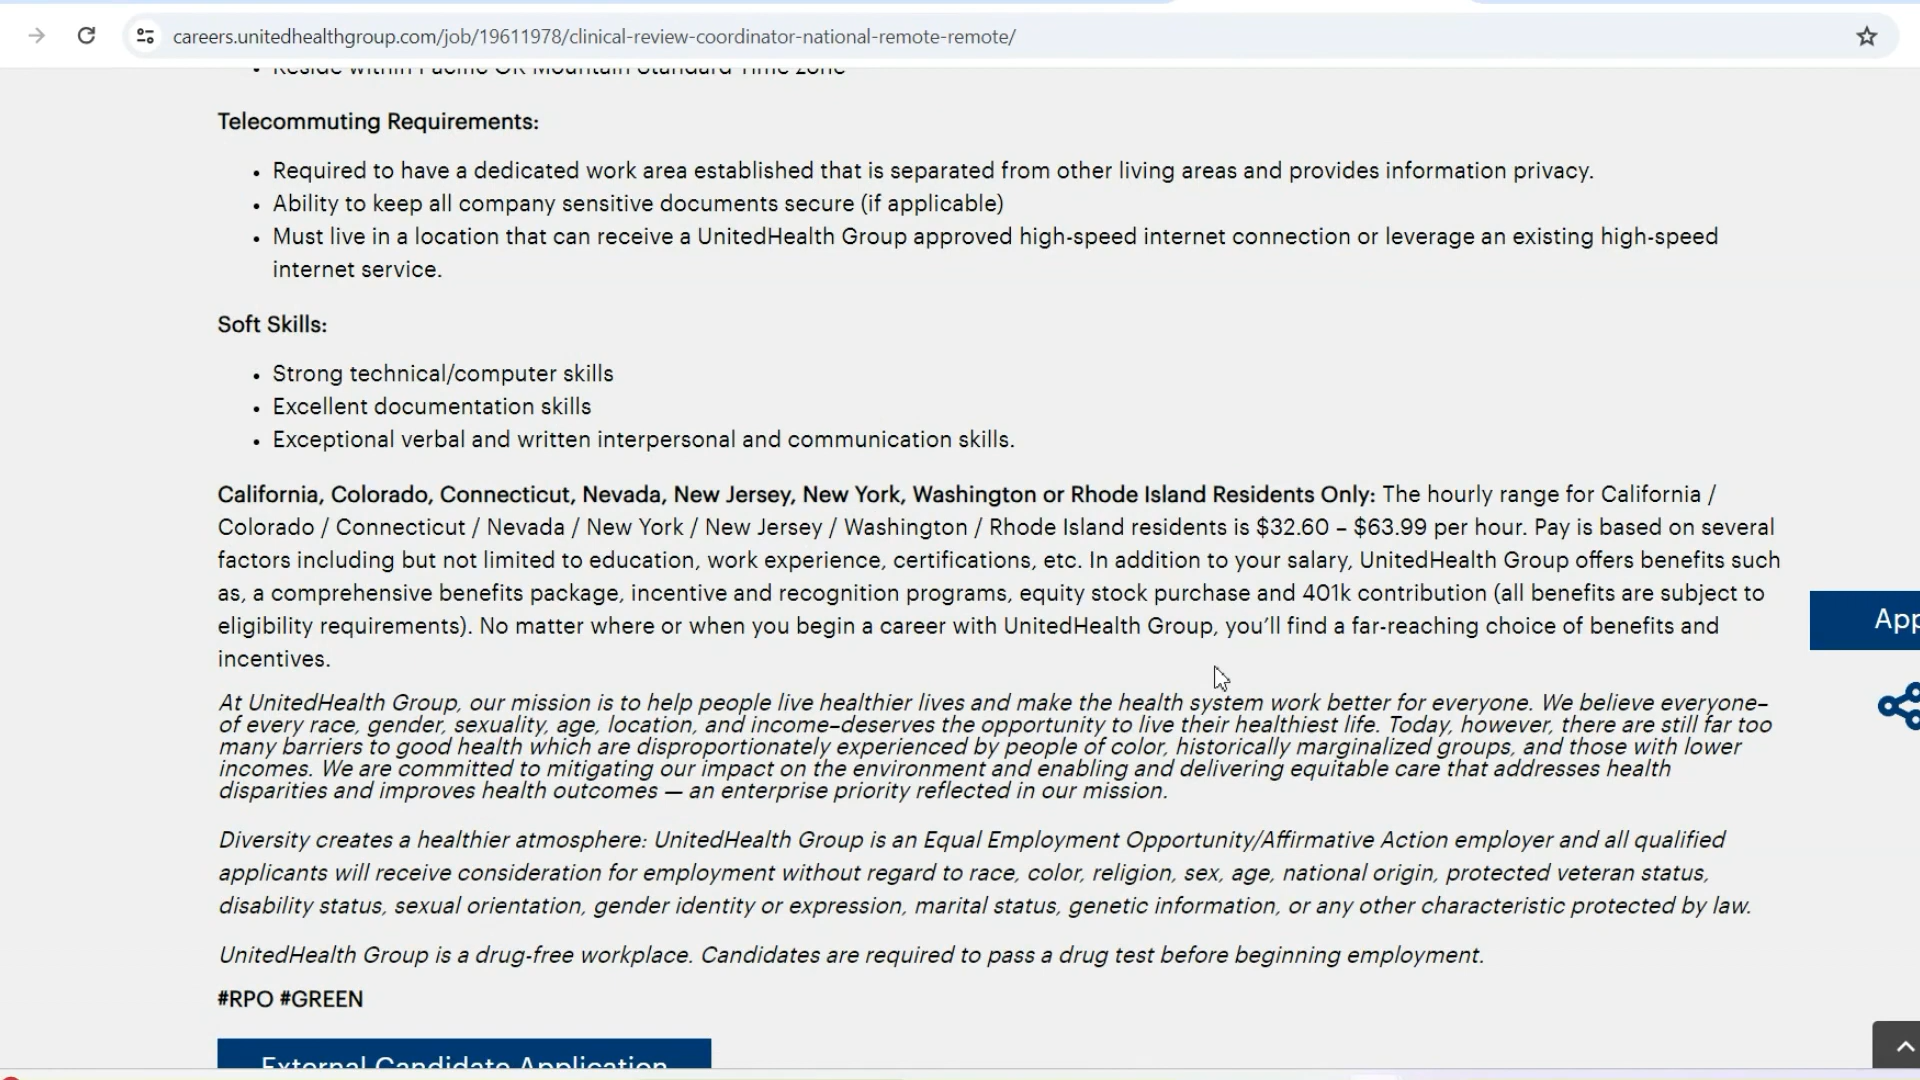 careers.unitedhealthgroup.com/job/19611978/clinical-review-coordinator-national-remote-remote/
Reside within Pacific OR Mountain Standard Time zone
Telecommuting Requirements:
• Required to have a dedicated work area established that is separated from other living areas and provides information privacy.
• Ability to keep all company sensitive documents secure (if applicable)
• Must live in a location that can receive a UnitedHealth Group approved high-speed internet connection or leverage an existing high-speed
internet service.
Soft Skills:
• Strong technical/computer skills
• Excellent documentation skills
• Exceptional verbal and written interpersonal and communication skills.
California, Colorado, Connecticut, Nevada, New Jersey, New York, Washington or Rhode Island Residents Only: The hourly range for California /
Colorado / Connecticut / Nevada / New York / New Jersey / Washington / Rhode Island residents is $32.60 – $63.99 per hour. Pay is based on several
factors including but not limited to education, work experience, certifications, etc. In addition to your salary, UnitedHealth Group offers benefits such
as, a comprehensive benefits package, incentive and recognition programs, equity stock purchase and 401k contribution (all benefits are subject to
eligibility requirements). No matter where or when you begin a career with UnitedHealth Group, you’ll find a far-reaching choice of benefits and
incentives.
App
At UnitedHealth Group, our mission is to help people live healthier lives and make the health system work better for everyone. We believe everyone–
of every race, gender, sexuality, age, location, and income–deserves the opportunity to live their healthiest life. Today, however, there are still far too
many barriers to good health which are disproportionately experienced by people of color, historically marginalized groups, and those with lower
incomes. We are committed to mitigating our impact on the environment and enabling and delivering equitable care that addresses health
disparities and improves health outcomes — an enterprise priority reflected in our mission.
Diversity creates a healthier atmosphere: UnitedHealth Group is an Equal Employment Opportunity/Affirmative Action employer and all qualified
applicants will receive consideration for employment without regard to race, color, religion, sex, age, national origin, protected veteran status,
disability status, sexual orientation, gender identity or expression, marital status, genetic information, or any other characteristic protected by law.
UnitedHealth Group is a drug-free workplace. Candidates are required to pass a drug test before beginning employment.
#RPO #GREEN
External Candidate Application